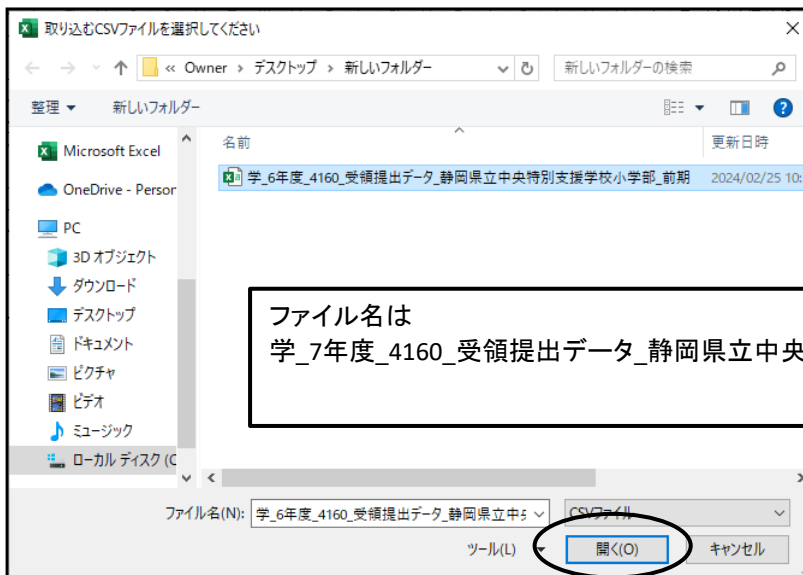 取り込むCSVファイルを選択してください
« Owner › デスクトップ › 新しいフォルダー
新しいフォルダーの検索
整理 新しいフォルダー
名前 更新日時
Microsoft Excel
学_6年度_4160_受領提出データ_静岡県立中央特別支援学校小学部_前期 2024/02/25 10:
OneDrive - Person
PC
3D オブジェクト
ダウンロード
デスクトップ
ドキュメント
ピクチャ
ビデオ
ミュージック
ローカル ディスク (C
ファイル名は
学_7年度_4160_受領提出データ_静岡県立中央
ファイル名(N): 学_6年度_4160_受領提出データ_静岡県立中央 CSVファイル
ツール(L) 開く(O) キャンセル